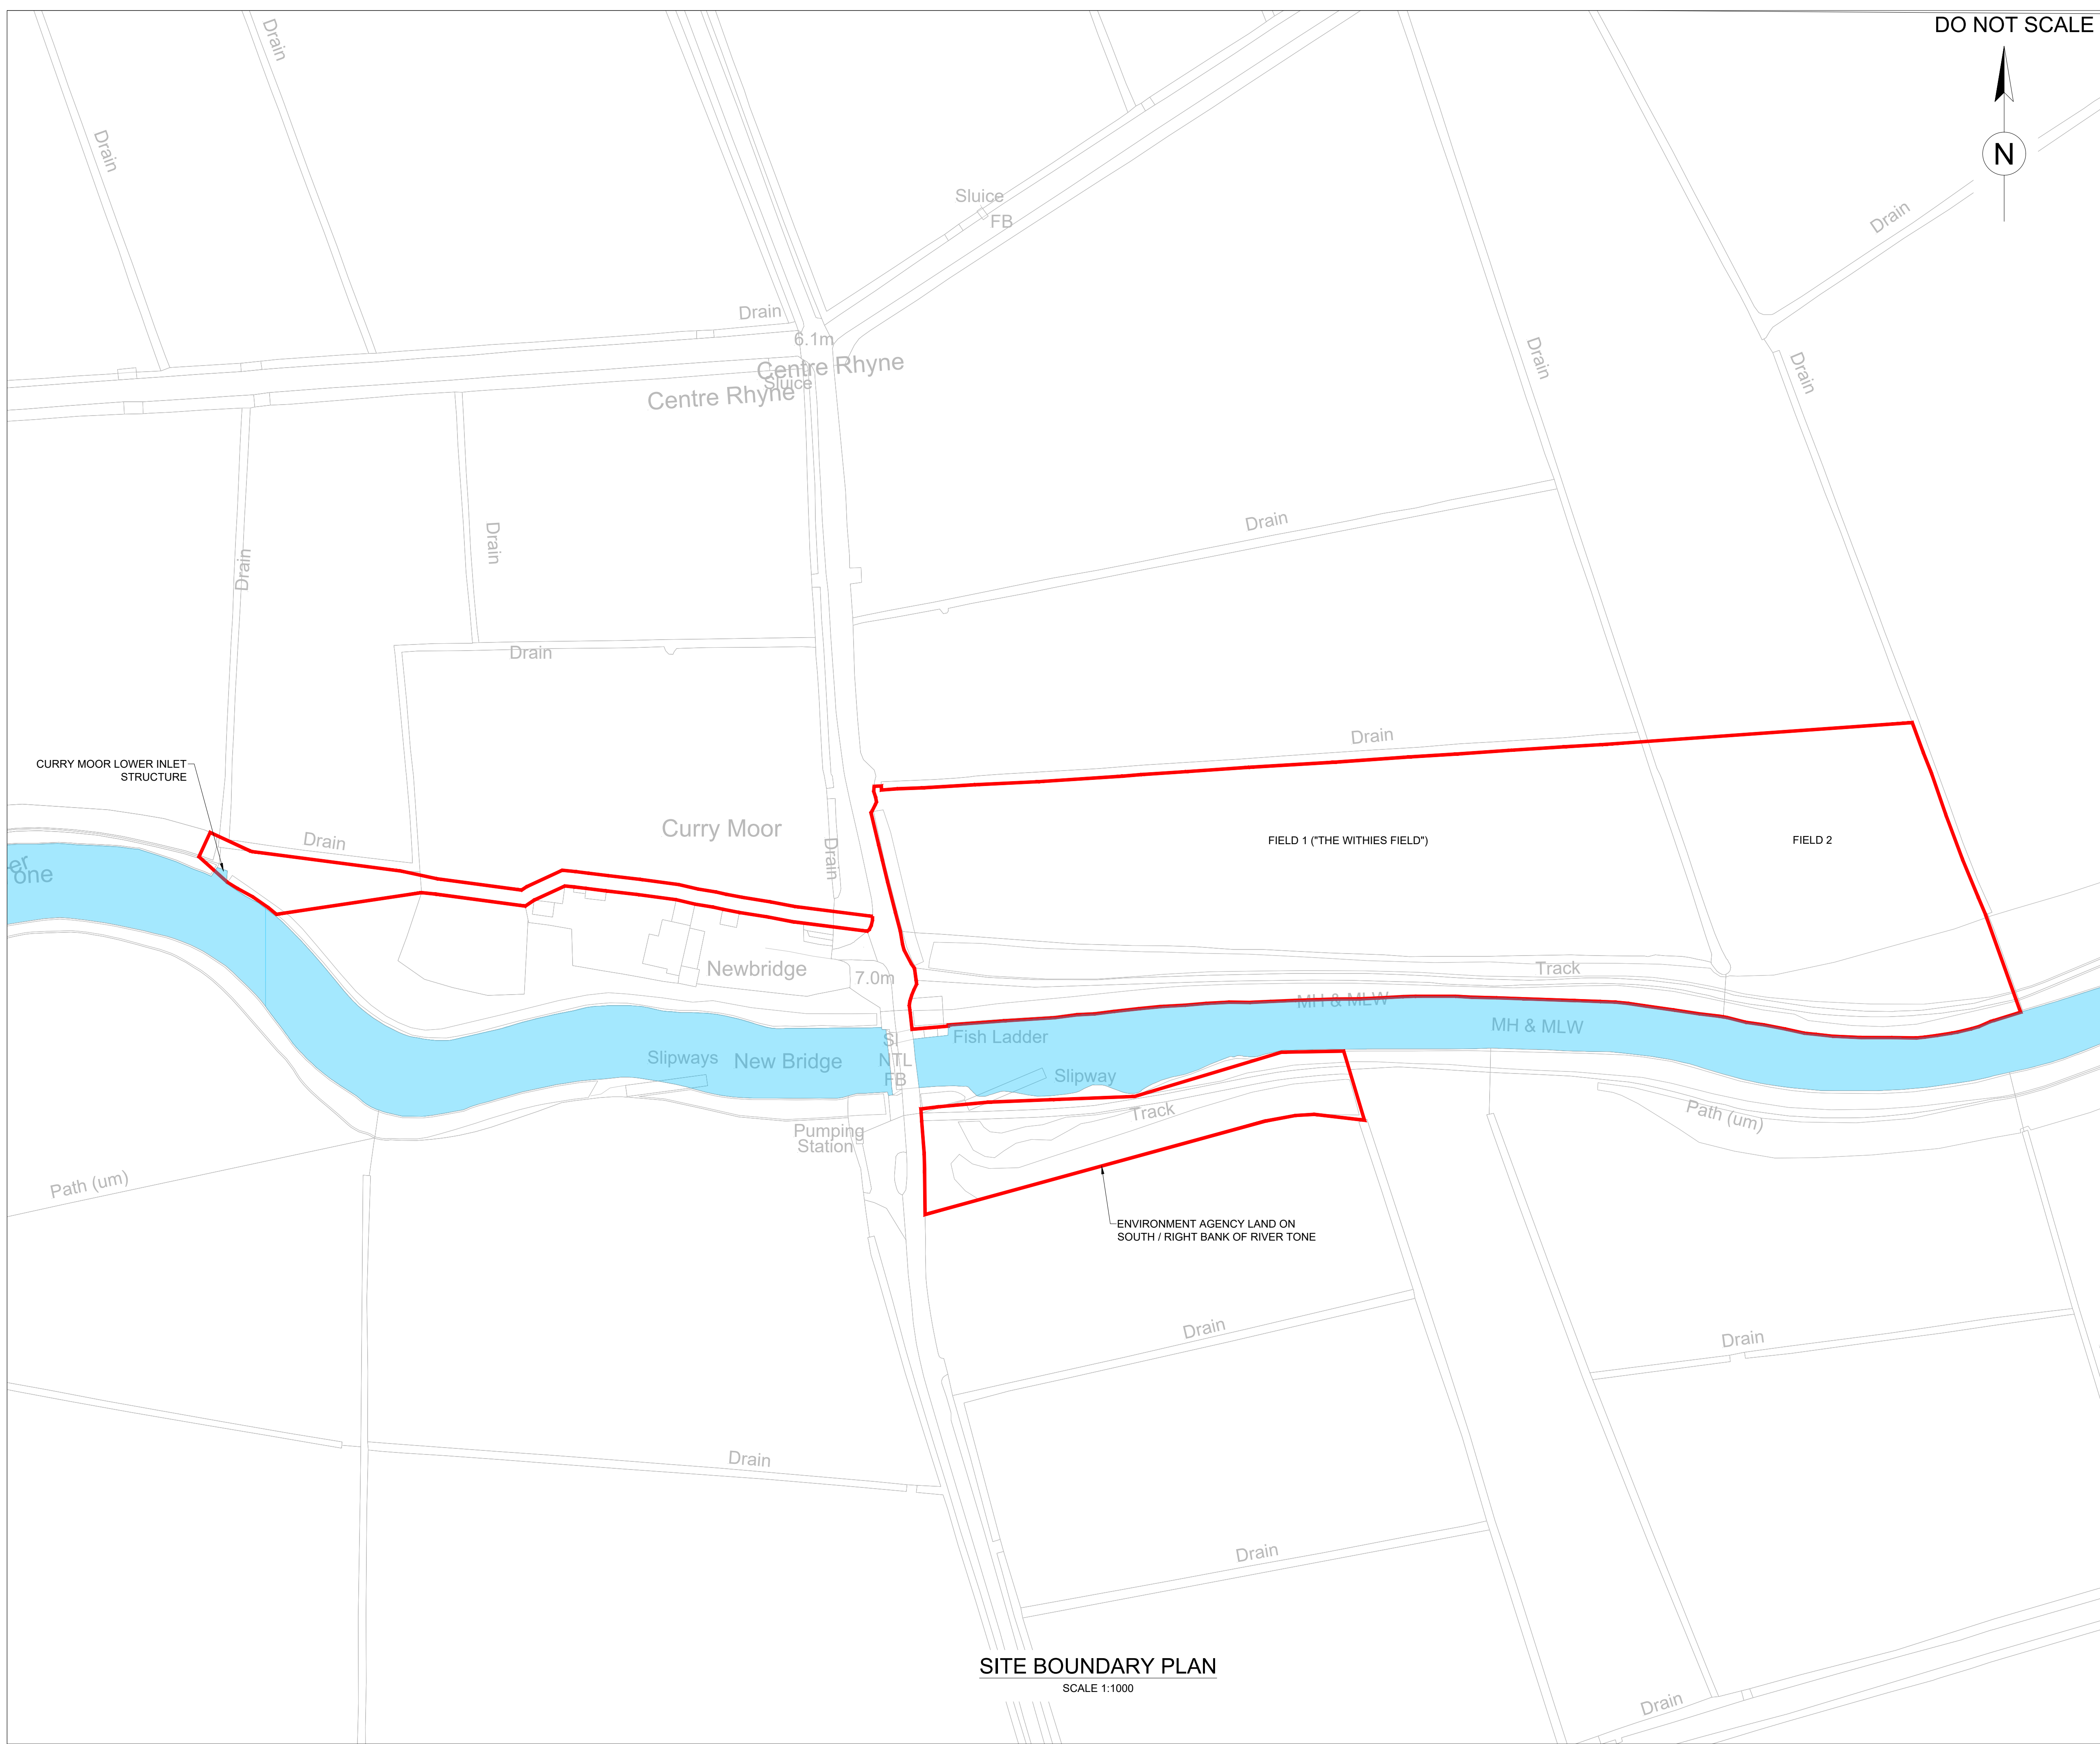 DO NOT SCALE
N
Drain
Drain
Sluice
FB
Drain
Drain
6.1m
Centre Rhyne
Sluice
Centre Rhyne
Drain
Drain
Drain
Drain
Drain
Drain
Drain
Drain
CURRY MOOR LOWER INLET
STRUCTURE
Curry Moor
Drain
Drain
FIELD 1 ("THE WITHIES FIELD")
FIELD 2
one
Newbridge
7.0m
Track
MH & MLW
MH & MLW
Fish Ladder
Sl
NTL
FB
Slipways
New Bridge
Slipway
Track
Path (um)
Pumping
Station
Path (um)
ENVIRONMENT AGENCY LAND ON
SOUTH / RIGHT BANK OF RIVER TONE
Drain
Drain
Drain
Drain
SITE BOUNDARY PLAN
SCALE 1:1000
Drain